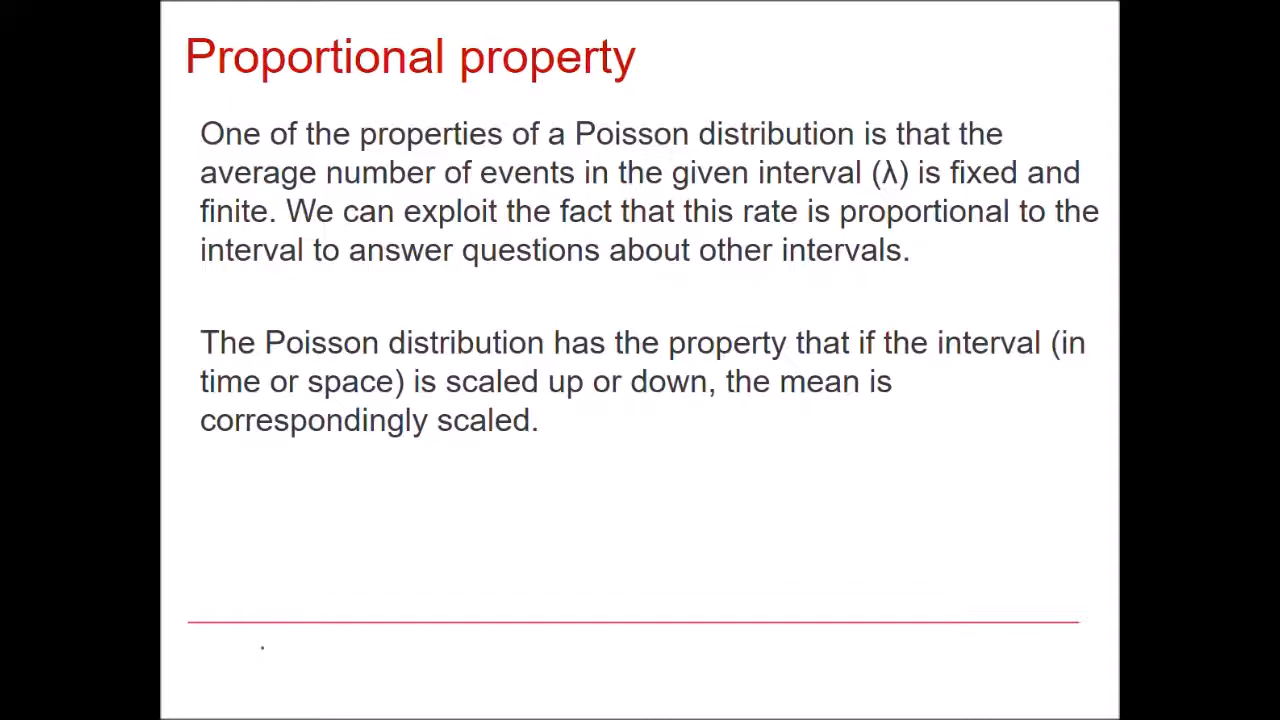 Proportional property
One of the properties of a Poisson distribution is that the
average number of events in the given interval (λ) is fixed and
finite. We can exploit the fact that this rate is proportional to the
interval to answer questions about other intervals.
The Poisson distribution has the property that if the interval (in
time or space) is scaled up or down, the mean is
correspondingly scaled.